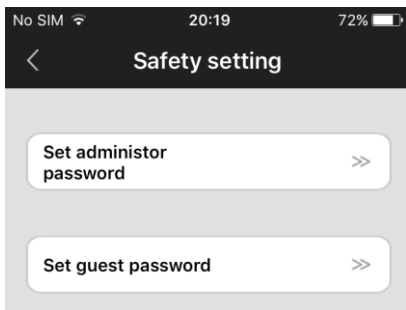 No SIM 20:19 72%
Safety setting
Set administor
password
Set guest password